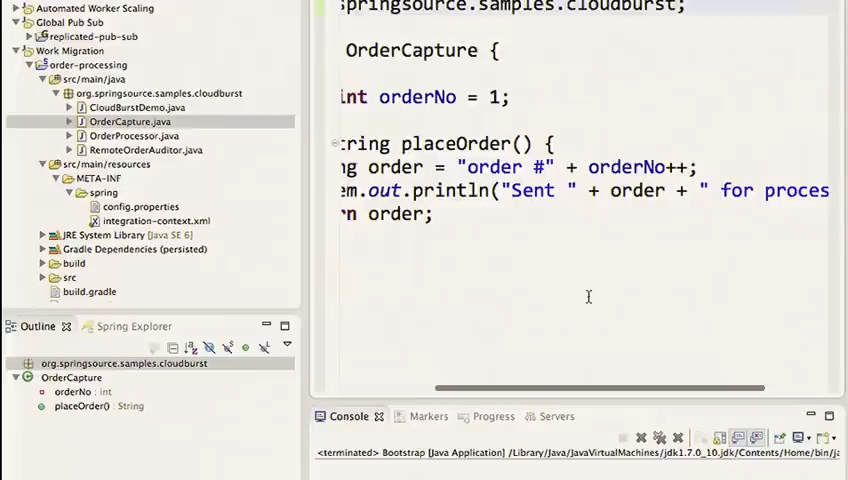 Automated Worker Scaling
Global Pub Sub
replicated-pub-sub
Work Migration
order-processing
src/main/java
org.springsource.samples.cloudburst
CloudBurstDemo.java
OrderCapture.java
OrderProcessor.java
RemoteOrderAuditor.java
src/main/resources
META-INF
spring
config.properties
integration-context.xml
JRE System Library [Java SE 6]
Gradle Dependencies (persisted)
build
src
build.gradle
springsource.samples.cloudburst;
OrderCapture {
int orderNo = 1;
tring placeOrder() {
ng order = "order #" + orderNo++;
em.out.println("Sent " + order + " for proces
rn order;
Outline
Spring Explorer
org.springsource.samples.cloudburst
OrderCapture
orderNo : int
placeOrder() : String
Console Markers Progress Servers
<terminated> Bootstrap [Java Application] /Library/Java/JavaVirtualMachines/jdk1.7.0_10.jdk/Contents/Home/bin/ja